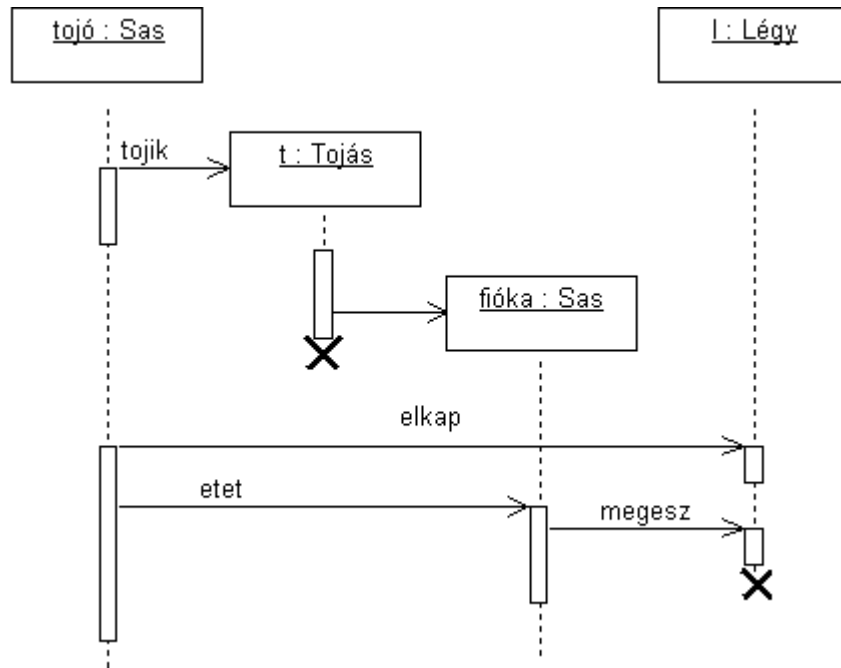 tojó : Sas
l : Légy
tojik
t : Tojás
fióka : Sas
elkap
etet
megesz